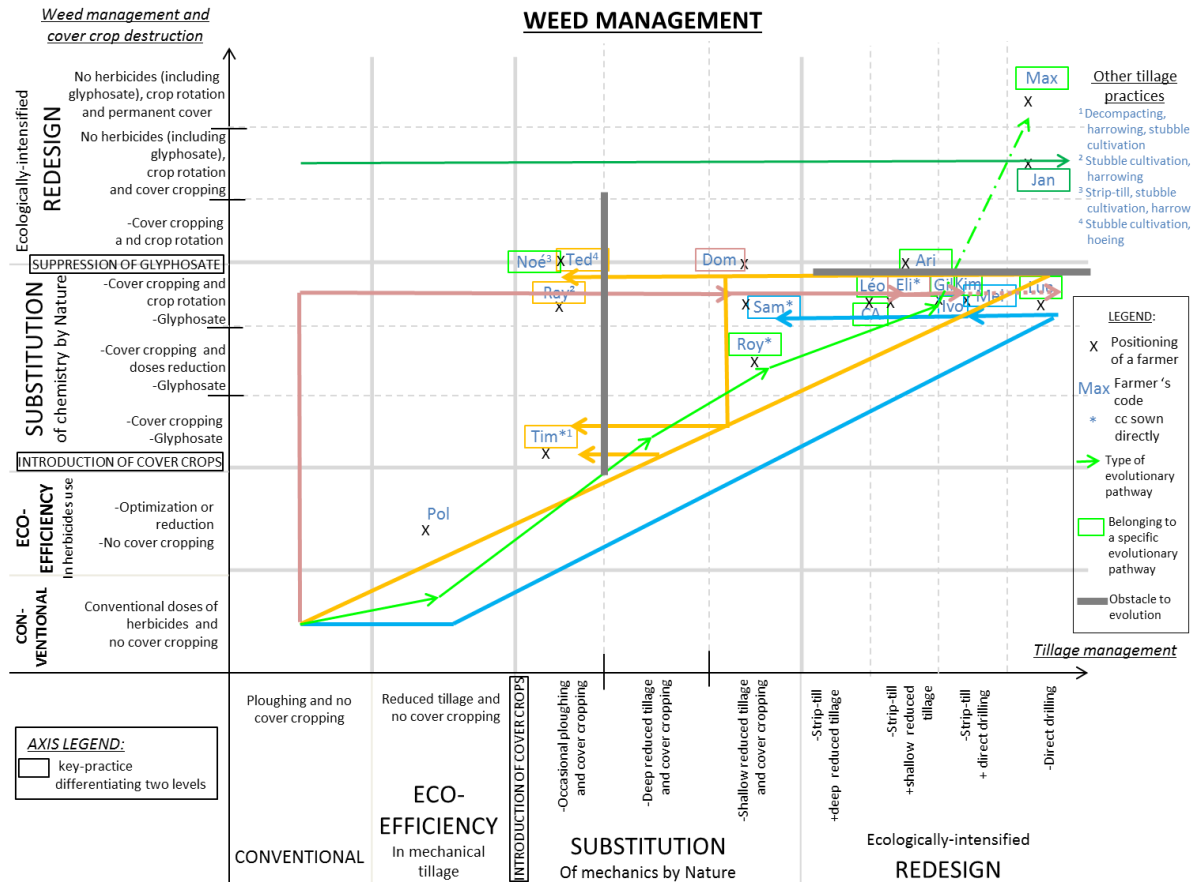 WEED MANAGEMENT
Weed management and
cover crop destruction
Ecologically-intensified
REDESIGN
No herbicides (including
glyphosate), crop rotation
and permanent cover
No herbicides (including
glyphosate),
crop rotation
and cover cropping
-Cover cropping
a nd crop rotation
SUPPRESSION OF GLYPHOSATE
SUBSTITUTION
of chemistry by Nature
-Cover cropping and
crop rotation
-Glyphosate
-Cover cropping and
doses reduction
-Glyphosate
-Cover cropping
-Glyphosate
INTRODUCTION OF COVER CROPS
ECO-
EFFICIENCY
In herbicides use
-Optimization or
reduction
-No cover cropping
CON-
VENTIONAL
Conventional doses of
herbicides and
no cover cropping
Max
X
X
Jan
Noé³
X
Ted⁴
Dom
X
X
Ari
Ray²
X
X
Sam*
Léo
X
CA
Eli*
X
Gil
X
Kim
X
Ivo
Mel
Luc
X
Roy*
X
Tim*¹
X
Pol
X
Other tillage
practices
¹ Decompacting,
harrowing, stubble
cultivation
² Stubble cultivation,
harrowing
³ Strip-till, stubble
cultivation, harrow
⁴ Stubble cultivation,
hoeing
LEGEND:
X Positioning
of a farmer
Max Farmer 's
code
* cc sown
directly
Type of
evolutionary
pathway
Belonging to
a specific
evolutionary
pathway
Obstacle to
evolution
Tillage management
Ploughing and no
cover cropping
Reduced tillage and
no cover cropping
INTRODUCTION OF COVER CROPS
-Occasional ploughing
and cover cropping
-Deep reduced tillage
and cover cropping
-Shallow reduced tillage
and cover cropping
-Strip-till
+deep reduced tillage
-Strip-till
+shallow reduced
tillage
-Strip-till
+ direct drilling
-Direct drilling
AXIS LEGEND:
key-practice
differentiating two levels
CONVENTIONAL
ECO-
EFFICIENCY
In mechanical
tillage
SUBSTITUTION
Of mechanics by Nature
Ecologically-intensified
REDESIGN